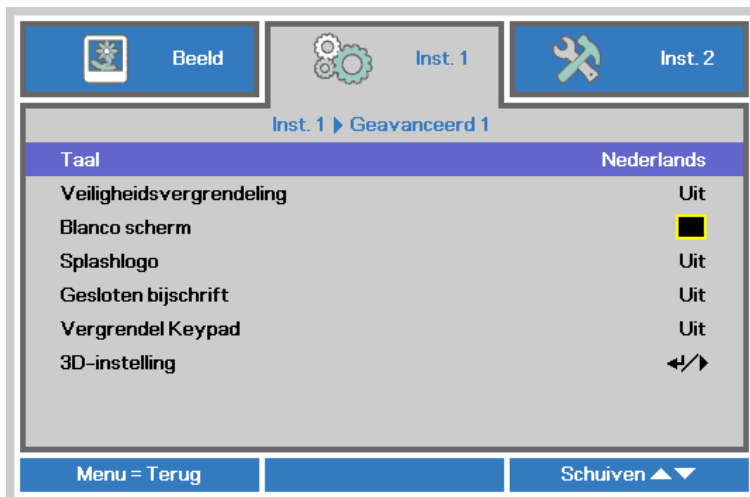 Beeld
Inst. 1
Inst. 2
Inst. 1 Geavanceerd 1
Taal Nederlands
Veiligheidsvergrendeling Uit
Blanco scherm
Splashlogo Uit
Gesloten bijschrift Uit
Vergrendel Keypad Uit
3D-instelling
Menu = Terug
Schuiven